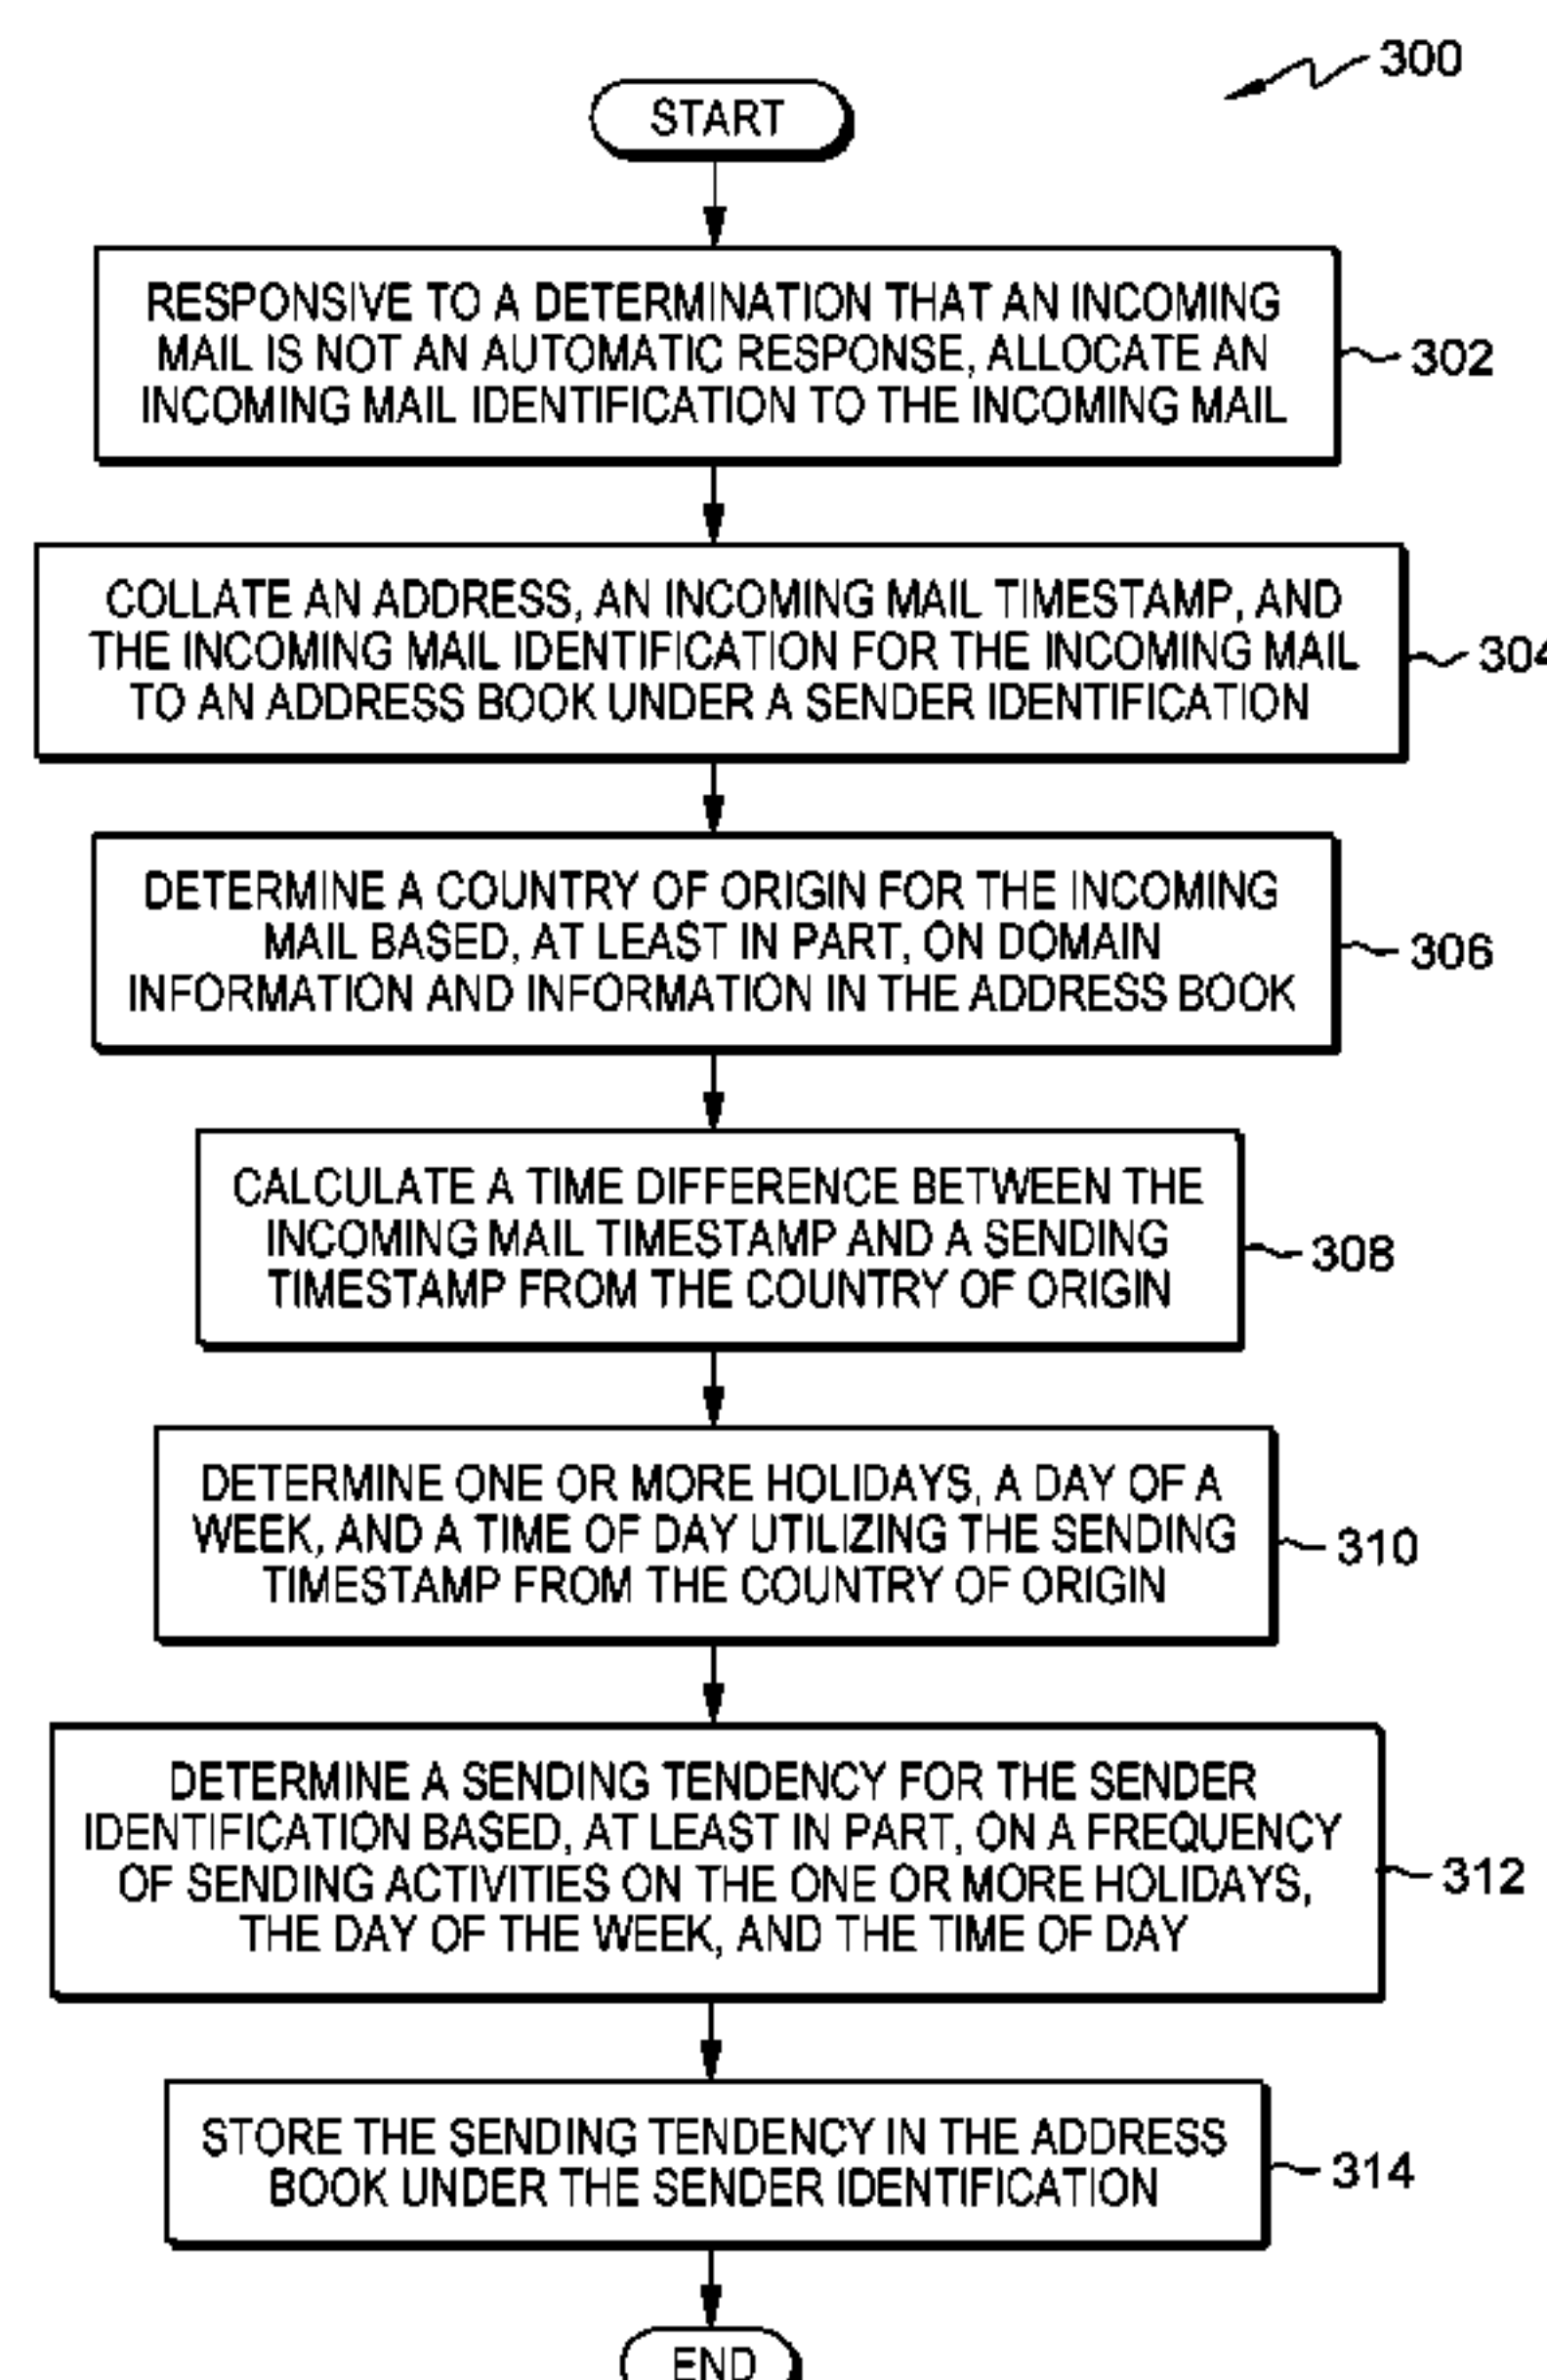 300
START
RESPONSIVE TO A DETERMINATION THAT AN INCOMING
MAIL IS NOT AN AUTOMATIC RESPONSE, ALLOCATE AN
INCOMING MAIL IDENTIFICATION TO THE INCOMING MAIL
302
COLLATE AN ADDRESS, AN INCOMING MAIL TIMESTAMP, AND
THE INCOMING MAIL IDENTIFICATION FOR THE INCOMING MAIL
TO AN ADDRESS BOOK UNDER A SENDER IDENTIFICATION
304
DETERMINE A COUNTRY OF ORIGIN FOR THE INCOMING
MAIL BASED, AT LEAST IN PART, ON DOMAIN
INFORMATION AND INFORMATION IN THE ADDRESS BOOK
306
CALCULATE A TIME DIFFERENCE BETWEEN THE
INCOMING MAIL TIMESTAMP AND A SENDING
TIMESTAMP FROM THE COUNTRY OF ORIGIN
308
DETERMINE ONE OR MORE HOLIDAYS, A DAY OF A
WEEK, AND A TIME OF DAY UTILIZING THE SENDING
TIMESTAMP FROM THE COUNTRY OF ORIGIN
310
DETERMINE A SENDING TENDENCY FOR THE SENDER
IDENTIFICATION BASED, AT LEAST IN PART, ON A FREQUENCY
OF SENDING ACTIVITIES ON THE ONE OR MORE HOLIDAYS,
THE DAY OF THE WEEK, AND THE TIME OF DAY
312
STORE THE SENDING TENDENCY IN THE ADDRESS
BOOK UNDER THE SENDER IDENTIFICATION
314
END